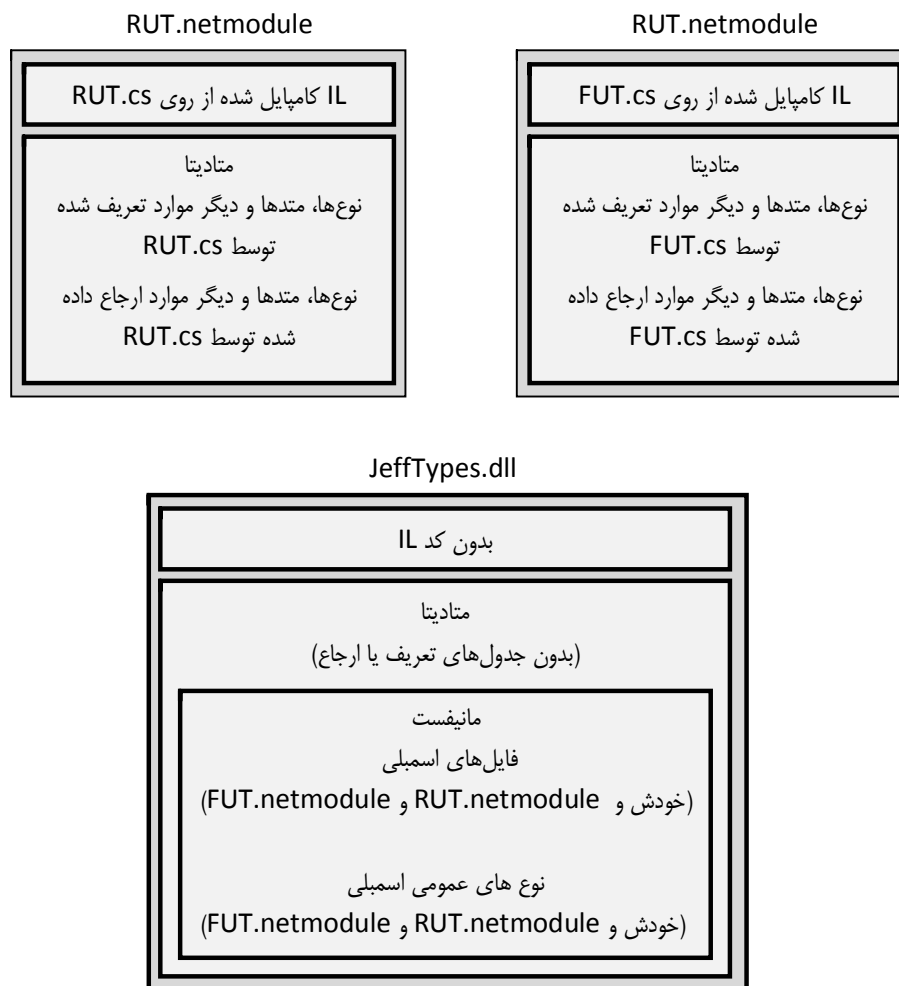 RUT.netmodule
IL کامپایل شده از روی RUT.cs
متادیتا
نوع‌ها، متدها و دیگر موارد تعریف شده
توسط RUT.cs
نوع‌ها، متدها و دیگر موارد ارجاع داده
شده توسط RUT.cs
RUT.netmodule
IL کامپایل شده از روی FUT.cs
متادیتا
نوع‌ها، متدها و دیگر موارد تعریف شده
توسط FUT.cs
نوع‌ها، متدها و دیگر موارد ارجاع داده
شده توسط FUT.cs
JeffTypes.dll
بدون کد IL
متادیتا
(بدون جدول‌های تعریف یا ارجاع)
مانیفست
فایل‌های اسمبلی
(خودش و RUT.netmodule و FUT.netmodule)
نوع های عمومی اسمبلی
(خودش و RUT.netmodule و FUT.netmodule)